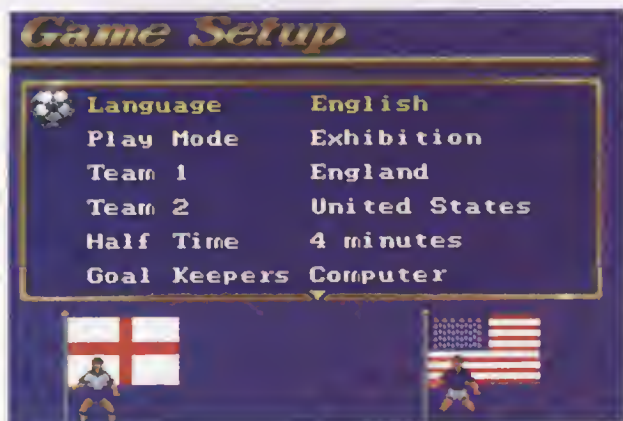 Game Setup
Language English
Play Mode Exhibition
Team 1 England
Team 2 United States
Half Time 4 minutes
Goal Keepers Computer